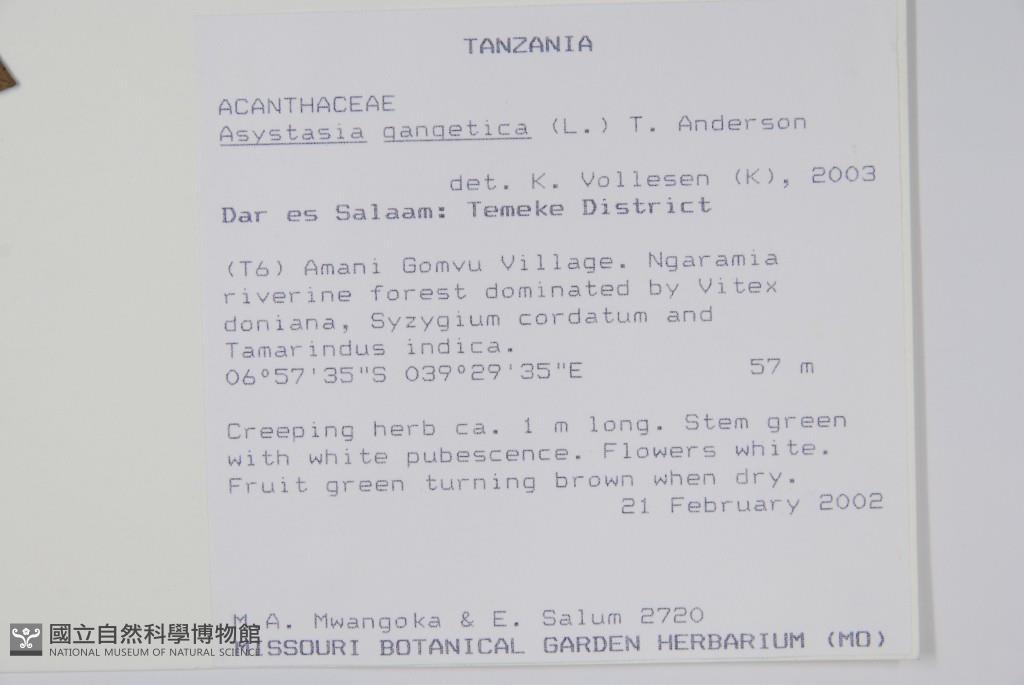 TANZANIA
ACANTHACEAE
Asystasia gangetica (L.) T. Anderson
det. K. Vollesen (K), 2003
Dar es Salaam: Temeke District
(T6) Amani Gomvu Village. Ngaramia
riverine forest dominated by Vitex
doniana, Syzygium cordatum and
Tamarindus indica.
06°57'35"S 039°29'35"E 57 m
Creeping herb ca. 1 m long. Stem green
with white pubescence. Flowers white.
Fruit green turning brown when dry.
21 February 2002
M.A. Mwangoka & E. Salum 2720
MISSOURI BOTANICAL GARDEN HERBARIUM (MO)
國立自然科學博物館
NATIONAL MUSEUM OF NATURAL SCIENCE